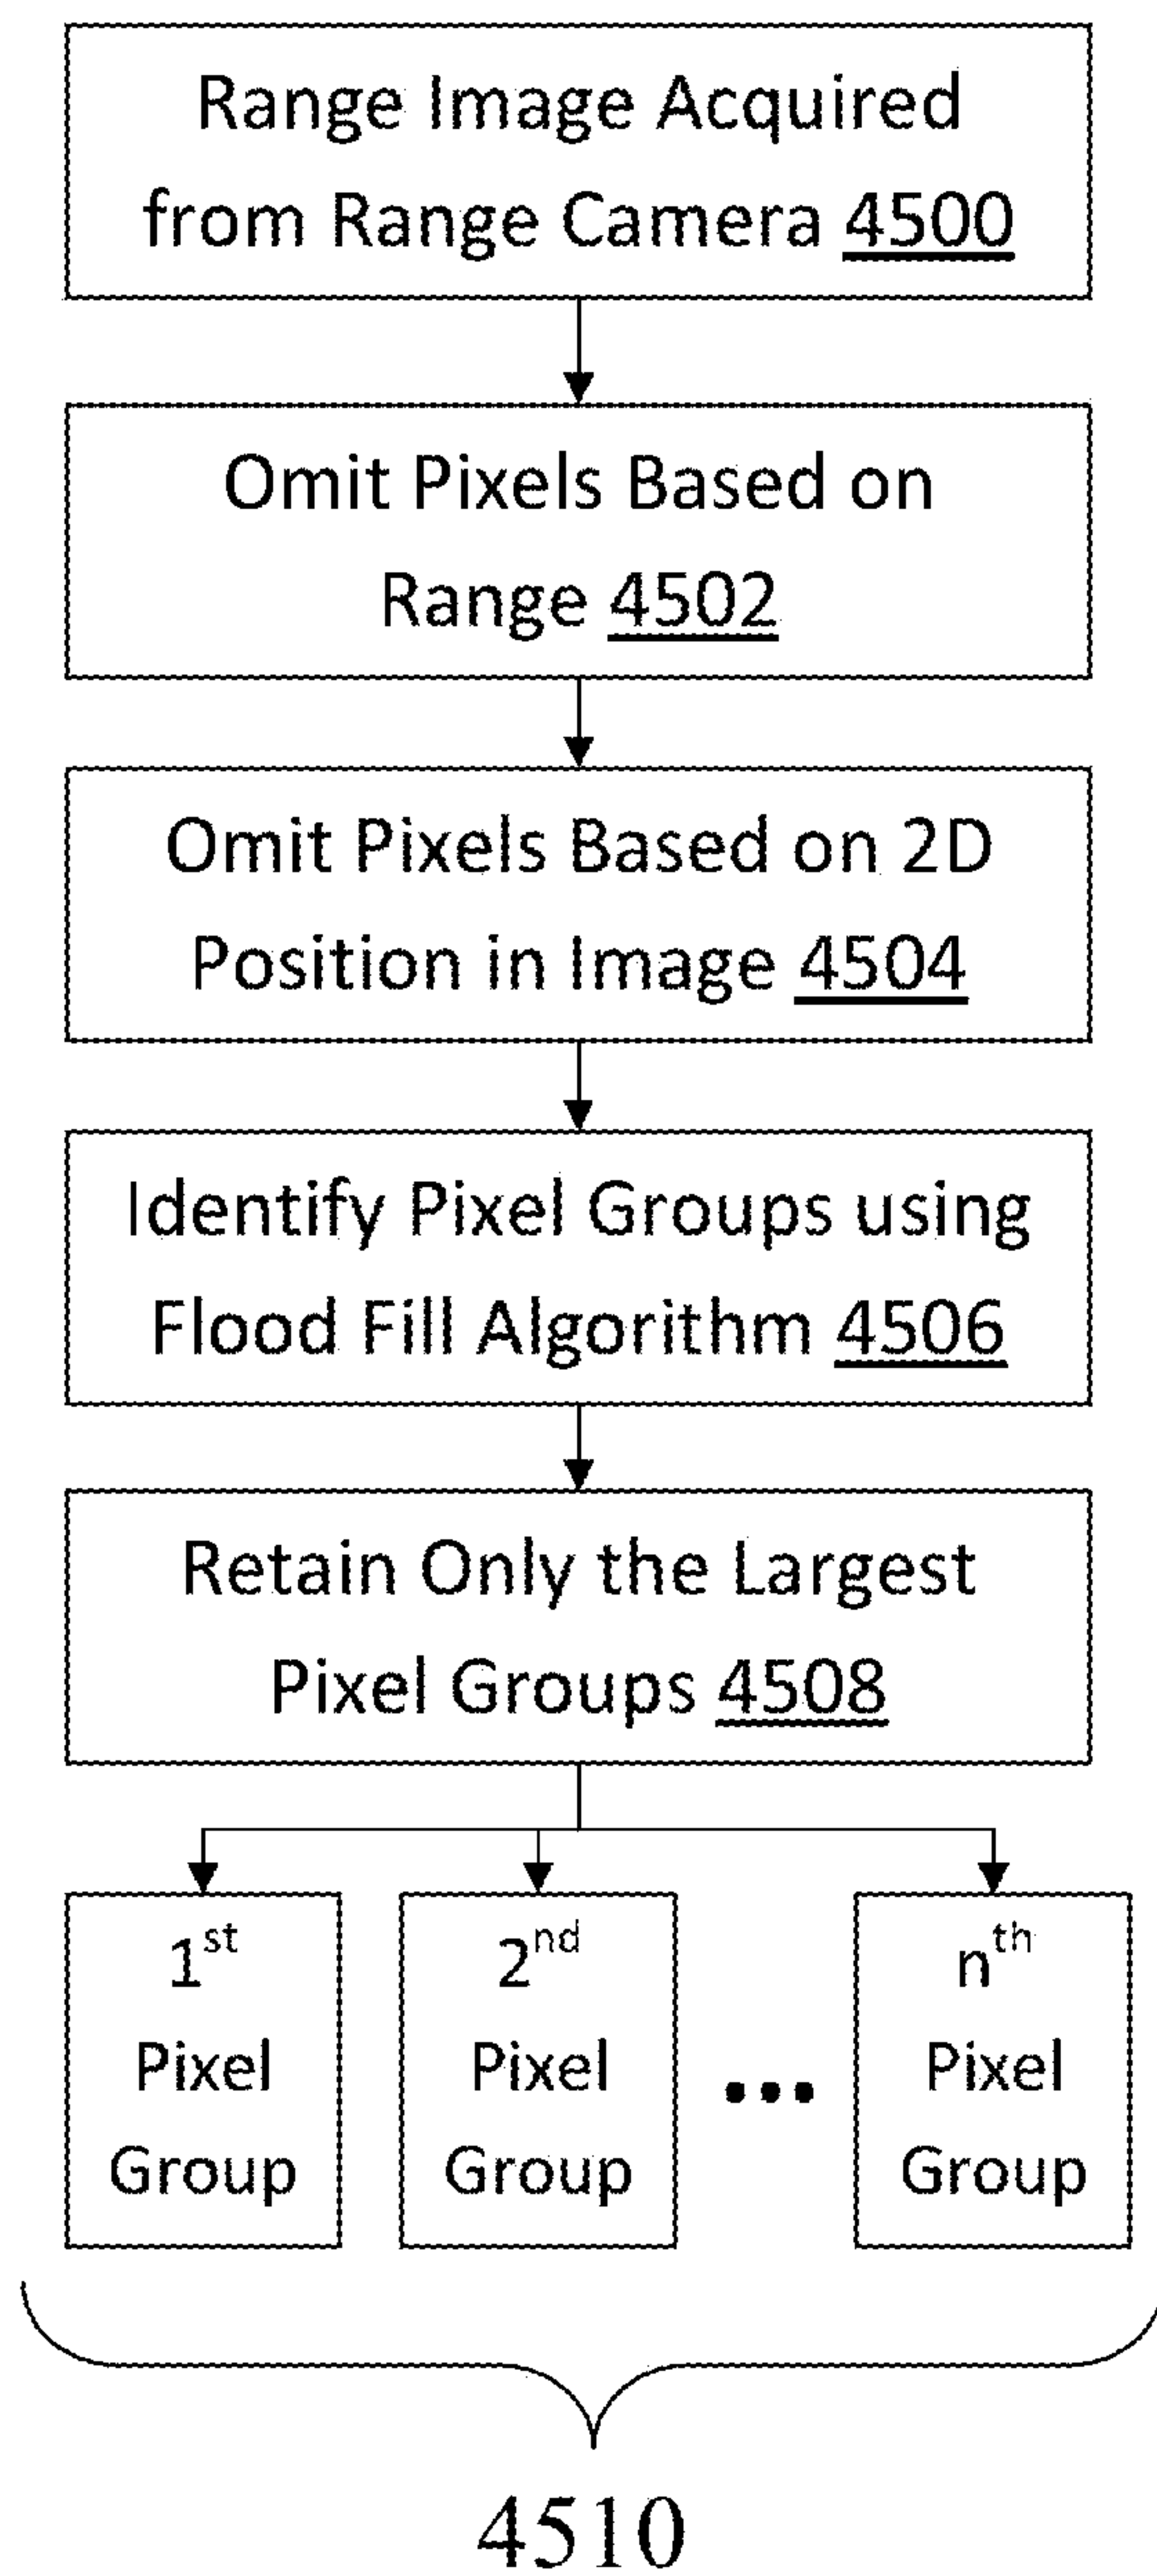 Range Image Acquired
from Range Camera 4500
Omit Pixels Based on
Range 4502
Omit Pixels Based on 2D
Position in Image 4504
Identify Pixel Groups using
Flood Fill Algorithm 4506
Retain Only the Largest
Pixel Groups 4508
1st
Pixel
Group
2nd
Pixel
Group
...
nth
Pixel
Group
4510